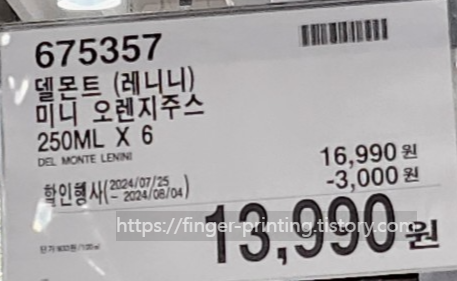 675357
델몬트 (레니니)
미니 오렌지주스
250ML X 6
DEL MONTE LENINI
16,990 원
할인행사(2024/07/25 ~ 2024/08/04) -3,000 원
13,990 원
https://finger-printing.tistory.com